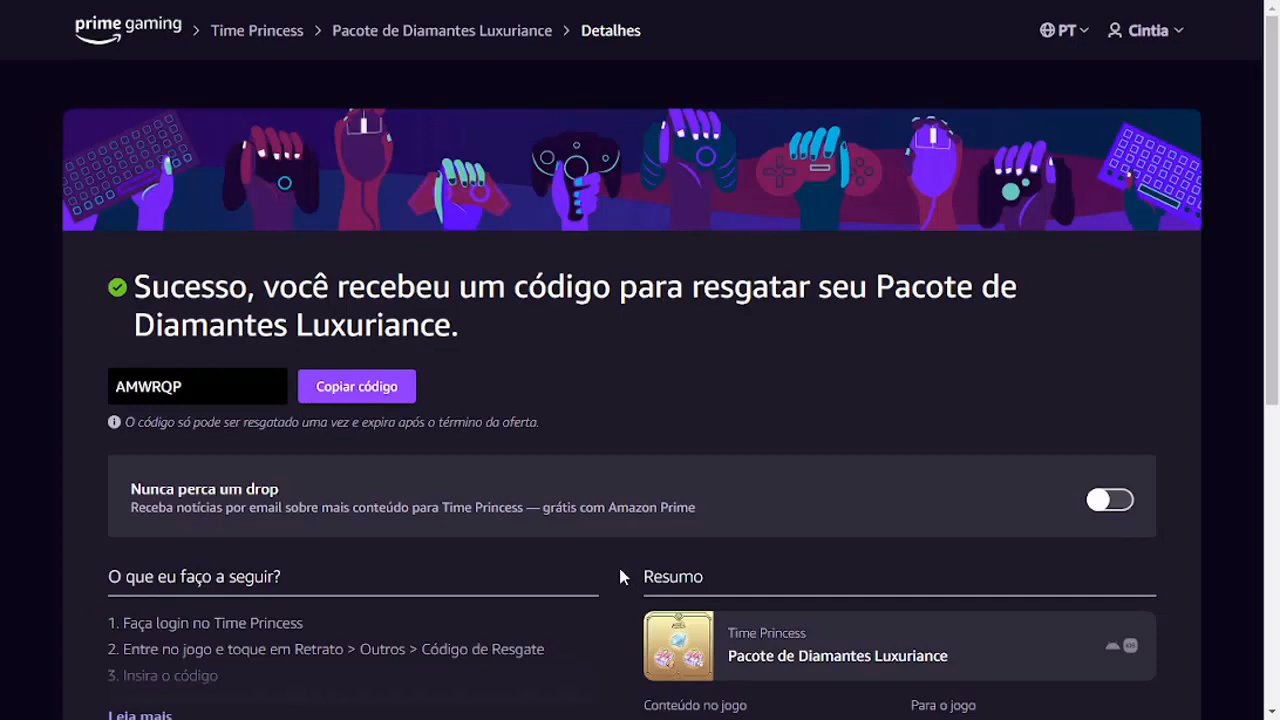 prime gaming > Time Princess > Pacote de Diamantes Luxuriance > Detalhes PT Cintia
Sucesso, você recebeu um código para resgatar seu Pacote de
Diamantes Luxuriance.
AMWRQP Copiar código
O código só pode ser resgatado uma vez e expira após o término da oferta.
Nunca perca um drop
Receba notícias por email sobre mais conteúdo para Time Princess — grátis com Amazon Prime
O que eu faço a seguir?
1. Faça login no Time Princess
2. Entre no jogo e toque em Retrato > Outros > Código de Resgate
3. Insira o código
Leia mais
Resumo
Time Princess
Pacote de Diamantes Luxuriance
Conteúdo no jogo Para o jogo